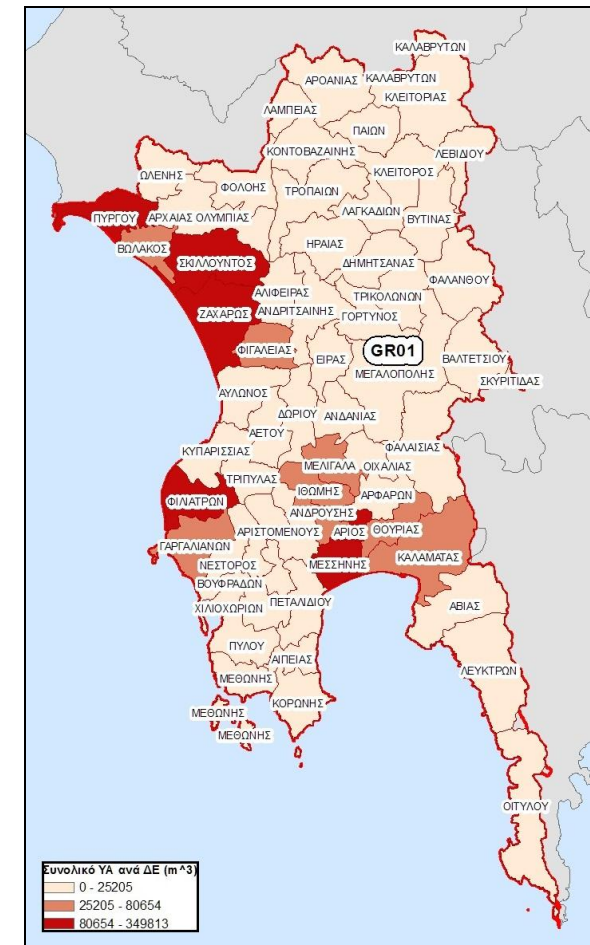 ΚΑΛΑΒΡΥΤΩΝ
ΑΡΟΑΝΙΑΣ
ΚΑΛΑΒΡΥΤΩΝ
ΚΛΕΙΤΟΡΙΑΣ
ΛΑΜΠΕΙΑΣ
ΠΑΙΩΝ
ΚΟΝΤΟΒΑΖΑΙΝΗΣ
ΛΕΒΙΔΙΟΥ
ΩΛΕΝΗΣ
ΚΛΕΙΤΟΡΟΣ
ΦΟΛΟΗΣ
ΤΡΟΠΑΙΩΝ
ΛΑΓΚΑΔΙΩΝ
ΠΥΡΓΟΥ
ΑΡΧΑΙΑΣ ΟΛΥΜΠΙΑΣ
ΒΥΤΙΝΑΣ
ΒΩΛΑΚΟΣ
ΗΡΑΙΑΣ
ΣΚΙΛΛΟΥΝΤΟΣ
ΔΗΜΗΤΣΑΝΑΣ
ΦΑΛΑΝΘΟΥ
ΑΛΙΦΕΙΡΑΣ
ΤΡΙΚΟΛΩΝΩΝ
ΖΑΧΑΡΩΣ
ΑΝΔΡΙΤΣΑΙΝΗΣ
ΓΟΡΤΥΝΟΣ
ΦΙΓΑΛΕΙΑΣ
ΕΙΡΑΣ
GR01
ΒΑΛΤΕΤΣΙΟΥ
ΜΕΓΑΛΟΠΟΛΗΣ
ΣΚΥΡΙΤΙΔΑΣ
ΑΥΛΩΝΟΣ
ΔΩΡΙΟΥ
ΑΝΔΑΝΙΑΣ
ΑΕΤΟΥ
ΚΥΠΑΡΙΣΣΙΑΣ
ΦΑΛΑΙΣΙΑΣ
ΜΕΛΙΓΑΛΑ
ΟΙΧΑΛΙΑΣ
ΤΡΙΠΥΛΑΣ
ΙΘΩΜΗΣ
ΑΡΦΑΡΩΝ
ΦΙΛΙΑΤΡΩΝ
ΑΝΔΡΟΥΣΗΣ
ΑΡΙΣΤΟΜΕΝΟΥΣ
ΑΡΙΟΣ
ΘΟΥΡΙΑΣ
ΓΑΡΓΑΛΙΑΝΩΝ
ΚΑΛΑΜΑΤΑΣ
ΝΕΣΤΟΡΟΣ
ΜΕΣΣΗΝΗΣ
ΒΟΥΦΡΑΔΩΝ
ΠΕΤΑΛΙΔΙΟΥ
ΧΙΛΙΟΧΩΡΙΩΝ
ΑΒΙΑΣ
ΠΥΛΟΥ
ΑΙΠΕΙΑΣ
ΛΕΥΚΤΡΩΝ
ΜΕΘΩΝΗΣ
ΚΟΡΩΝΗΣ
ΜΕΘΩΝΗΣ
ΜΕΘΩΝΗΣ
ΟΙΤΥΛΟΥ
Συνολικό ΥΑ ανά ΔΕ (m^3)
0 - 25205
25205 - 80654
80654 - 349813